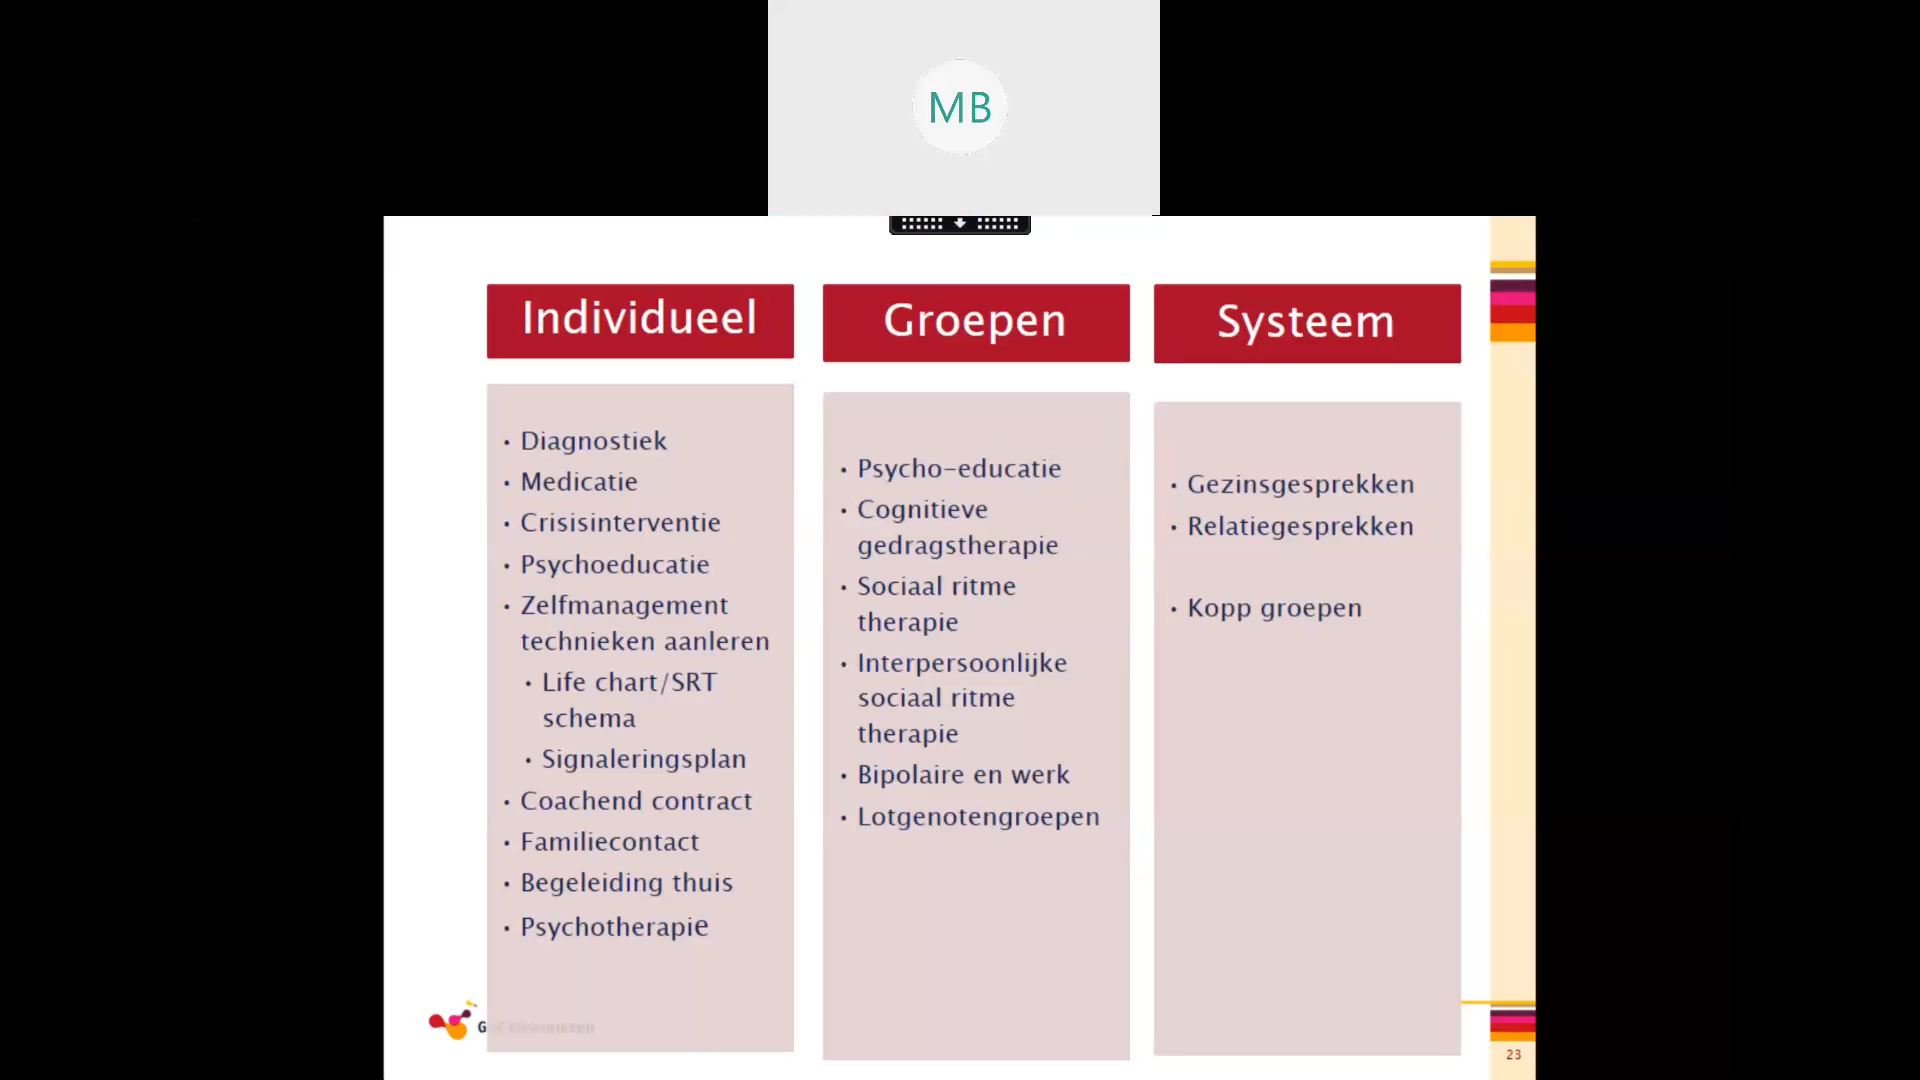 MB
Individueel
• Diagnostiek
• Medicatie
• Crisisinterventie
• Psychoeducatie
• Zelfmanagement
technieken aanleren
• Life chart/SRT
schema
• Signaleringsplan
• Coachend contract
• Familiecontact
• Begeleiding thuis
• Psychotherapie
Groepen
• Psycho-educatie
• Cognitieve
gedragstherapie
• Sociaal ritme
therapie
• Interpersoonlijke
sociaal ritme
therapie
• Bipolaire en werk
• Lotgenotengroepen
Systeem
• Gezinsgesprekken
• Relatiegesprekken
• Kopp groepen
23